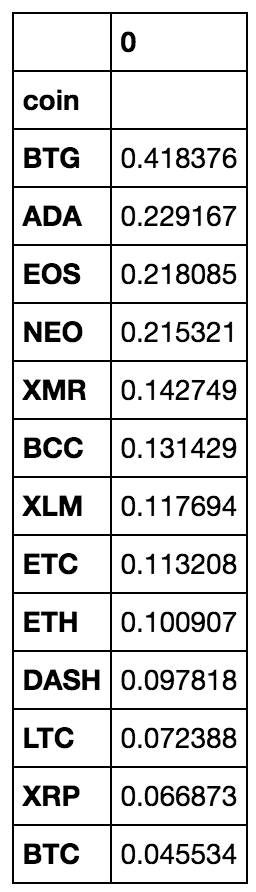 0
coin
BTG 0.418376
ADA 0.229167
EOS 0.218085
NEO 0.215321
XMR 0.142749
BCC 0.131429
XLM 0.117694
ETC 0.113208
ETH 0.100907
DASH 0.097818
LTC 0.072388
XRP 0.066873
BTC 0.045534